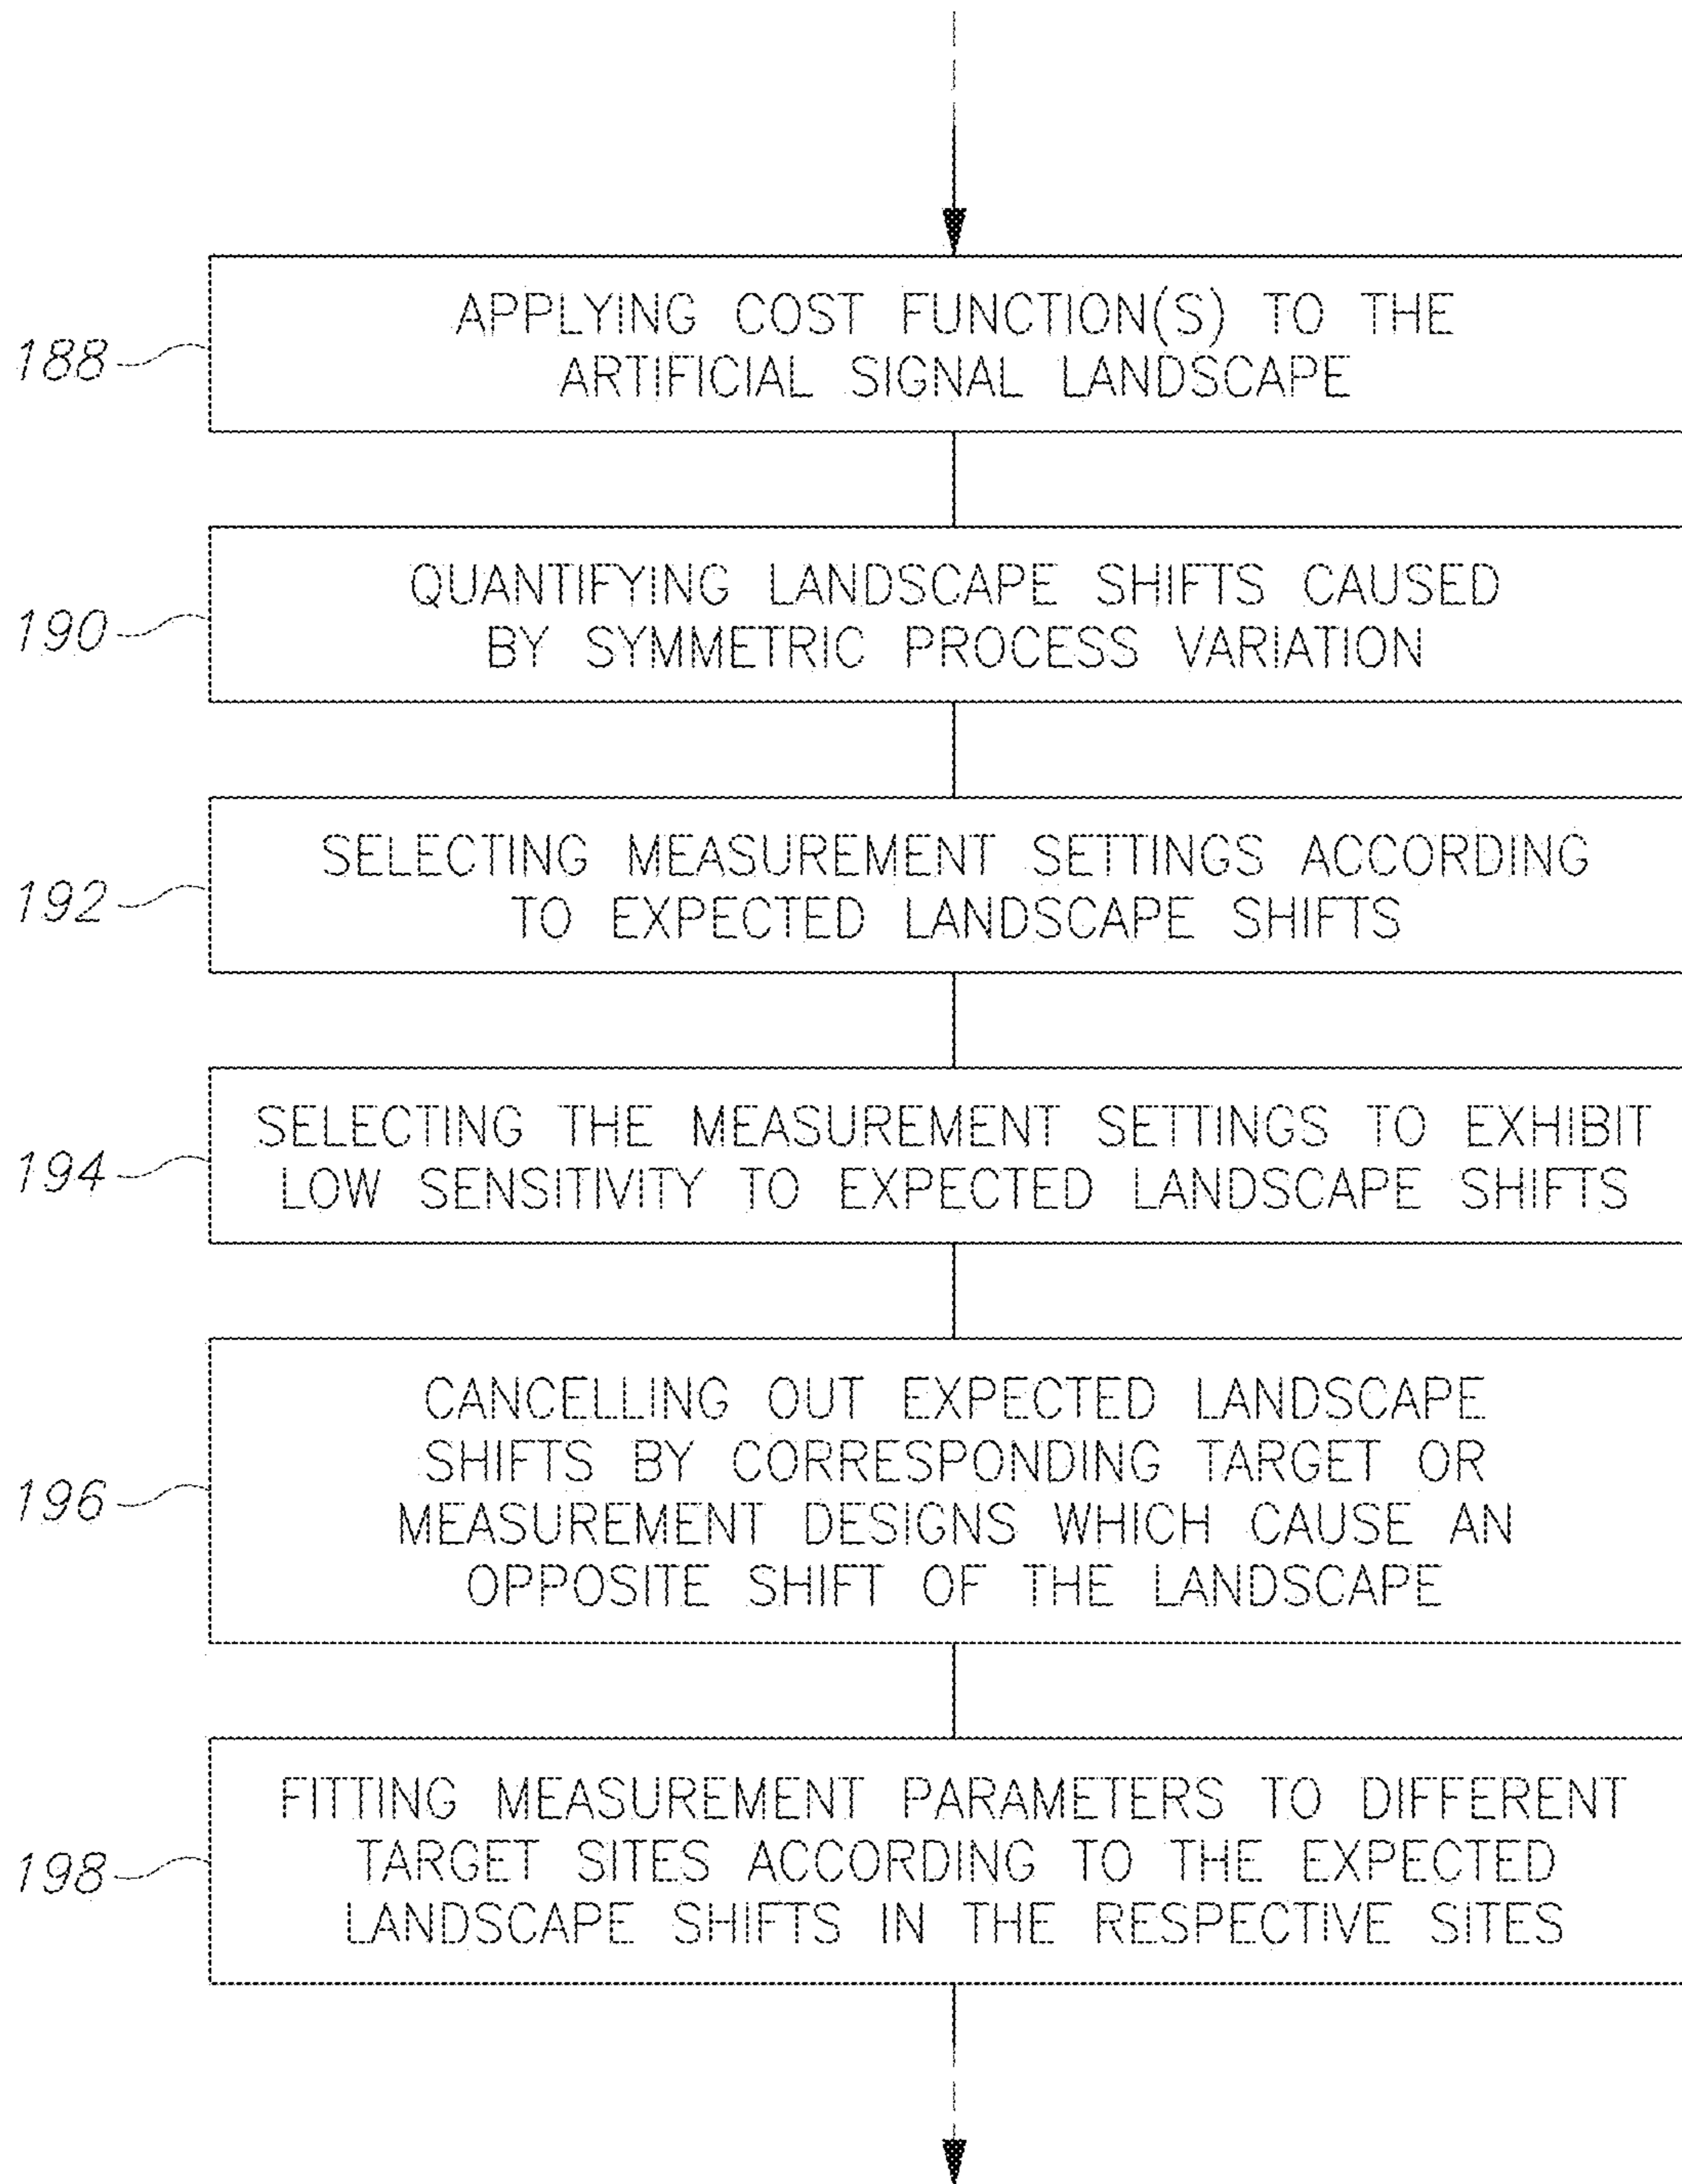 188
APPLYING COST FUNCTION(S) TO THE
ARTIFICIAL SIGNAL LANDSCAPE
190
QUANTIFYING LANDSCAPE SHIFTS CAUSED
BY SYMMETRIC PROCESS VARIATION
192
SELECTING MEASUREMENT SETTINGS ACCORDING
TO EXPECTED LANDSCAPE SHIFTS
194
SELECTING THE MEASUREMENT SETTINGS TO EXHIBIT
LOW SENSITIVITY TO EXPECTED LANDSCAPE SHIFTS
196
CANCELLING OUT EXPECTED LANDSCAPE
SHIFTS BY CORRESPONDING TARGET OR
MEASUREMENT DESIGNS WHICH CAUSE AN
OPPOSITE SHIFT OF THE LANDSCAPE
198
FITTING MEASUREMENT PARAMETERS TO DIFFERENT
TARGET SITES ACCORDING TO THE EXPECTED
LANDSCAPE SHIFTS IN THE RESPECTIVE SITES